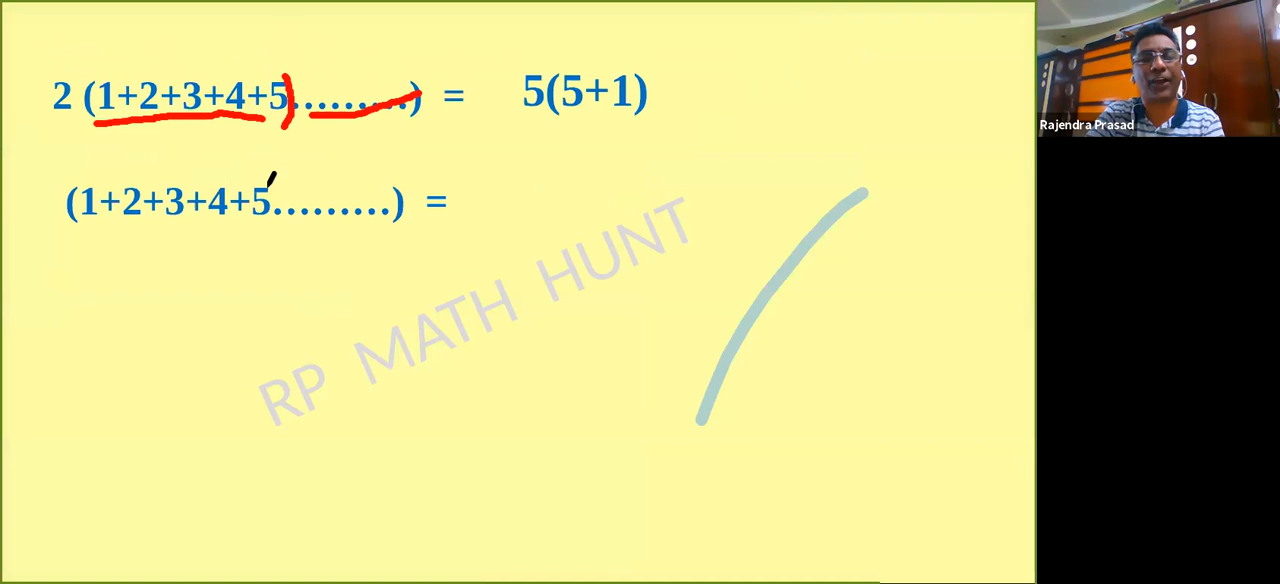 2 (1+2+3+4+5.........) = 5(5+1)
Rajendra Prasad
(1+2+3+4+5.........) =
RP MATH HUNT